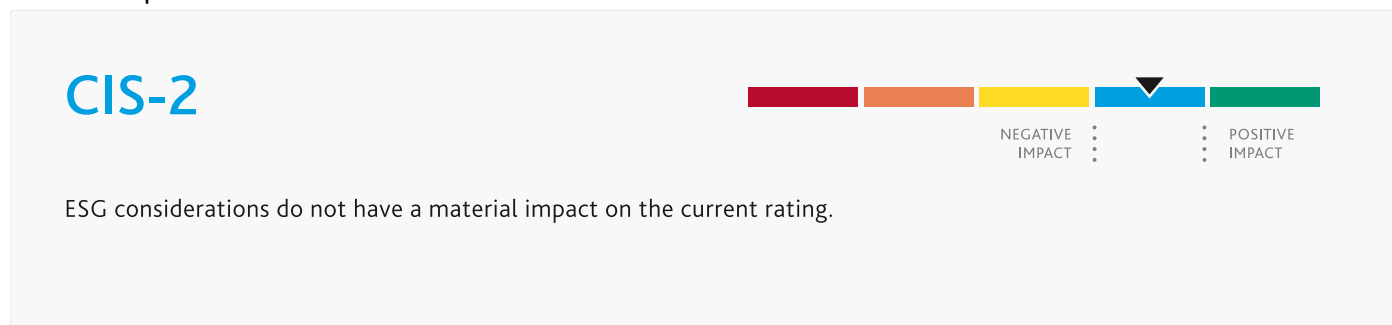 CIS-2
NEGATIVE
IMPACT
POSITIVE
IMPACT
ESG considerations do not have a material impact on the current rating.